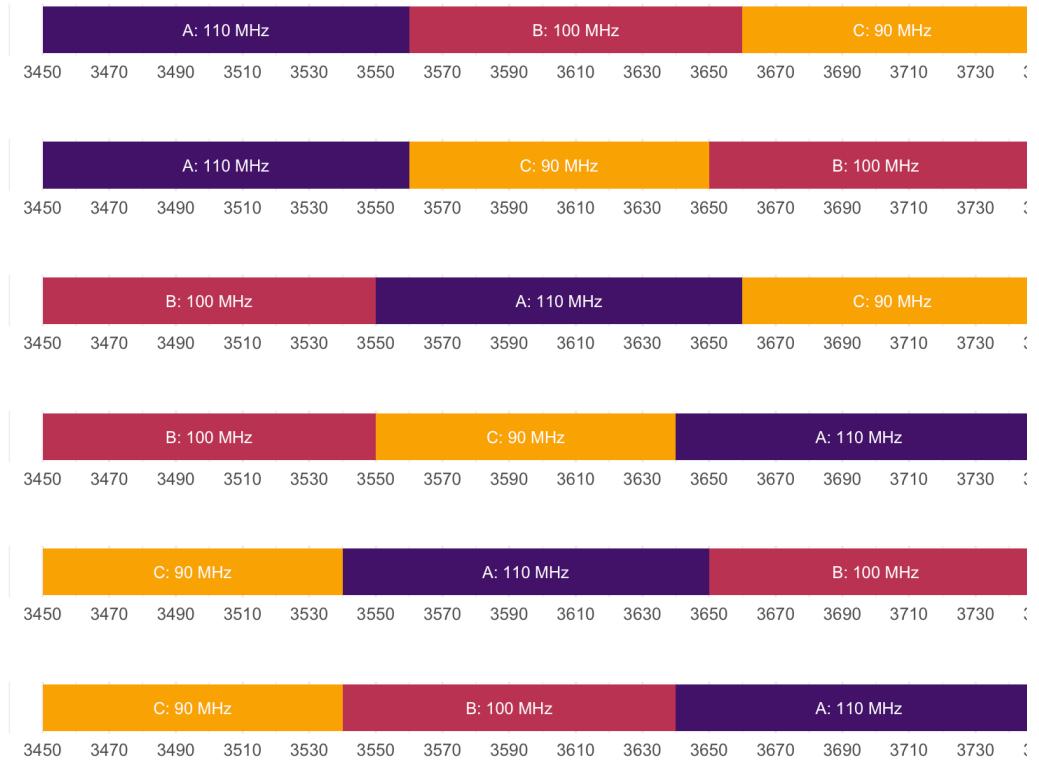 A: 110 MHz B: 100 MHz C: 90 MHz
3450 3470 3490 3510 3530 3550 3570 3590 3610 3630 3650 3670 3690 3710 3730
A: 110 MHz C: 90 MHz B: 100 MHz
3450 3470 3490 3510 3530 3550 3570 3590 3610 3630 3650 3670 3690 3710 3730
B: 100 MHz A: 110 MHz C: 90 MHz
3450 3470 3490 3510 3530 3550 3570 3590 3610 3630 3650 3670 3690 3710 3730
B: 100 MHz C: 90 MHz A: 110 MHz
3450 3470 3490 3510 3530 3550 3570 3590 3610 3630 3650 3670 3690 3710 3730
C: 90 MHz A: 110 MHz B: 100 MHz
3450 3470 3490 3510 3530 3550 3570 3590 3610 3630 3650 3670 3690 3710 3730
C: 90 MHz B: 100 MHz A: 110 MHz
3450 3470 3490 3510 3530 3550 3570 3590 3610 3630 3650 3670 3690 3710 3730